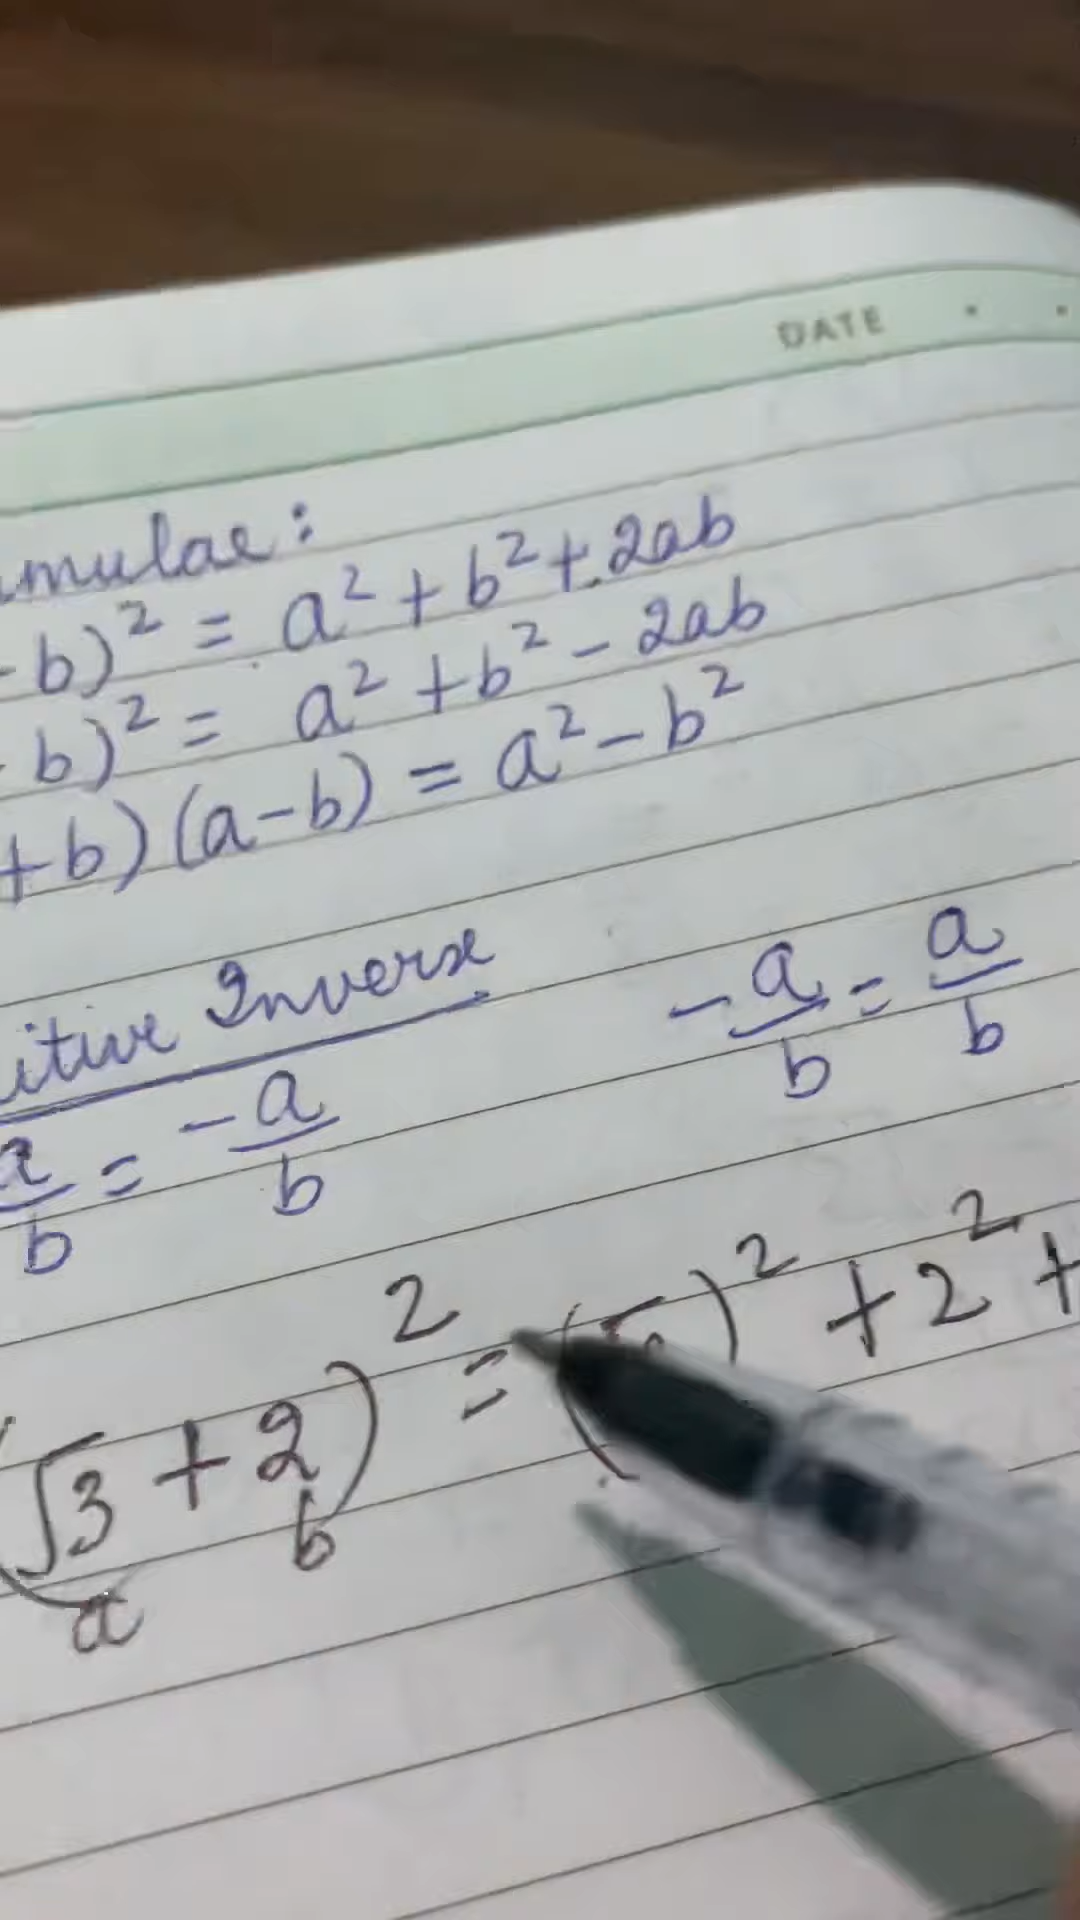 DATE
mulae:
b)² = a² + b² + 2ab
b)² = a² + b² - 2ab
+b) (a-b) = a² - b²
itive Inverse
a/b = -a/b
-a/b = a/b
(√3 + 2)² = (√ )² + 2² +
a b